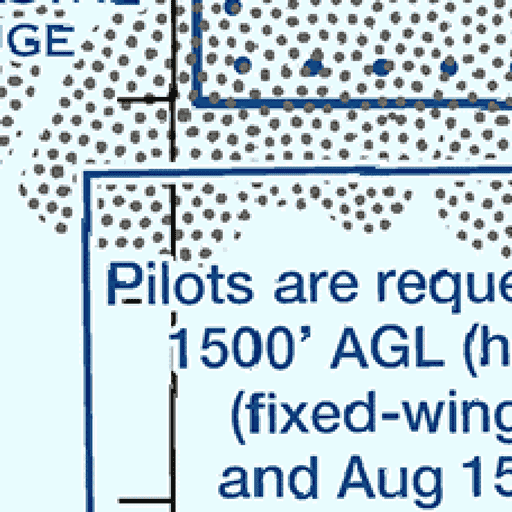 GE
Pilots are reque
1500' AGL (h
(fixed-wing
and Aug 15